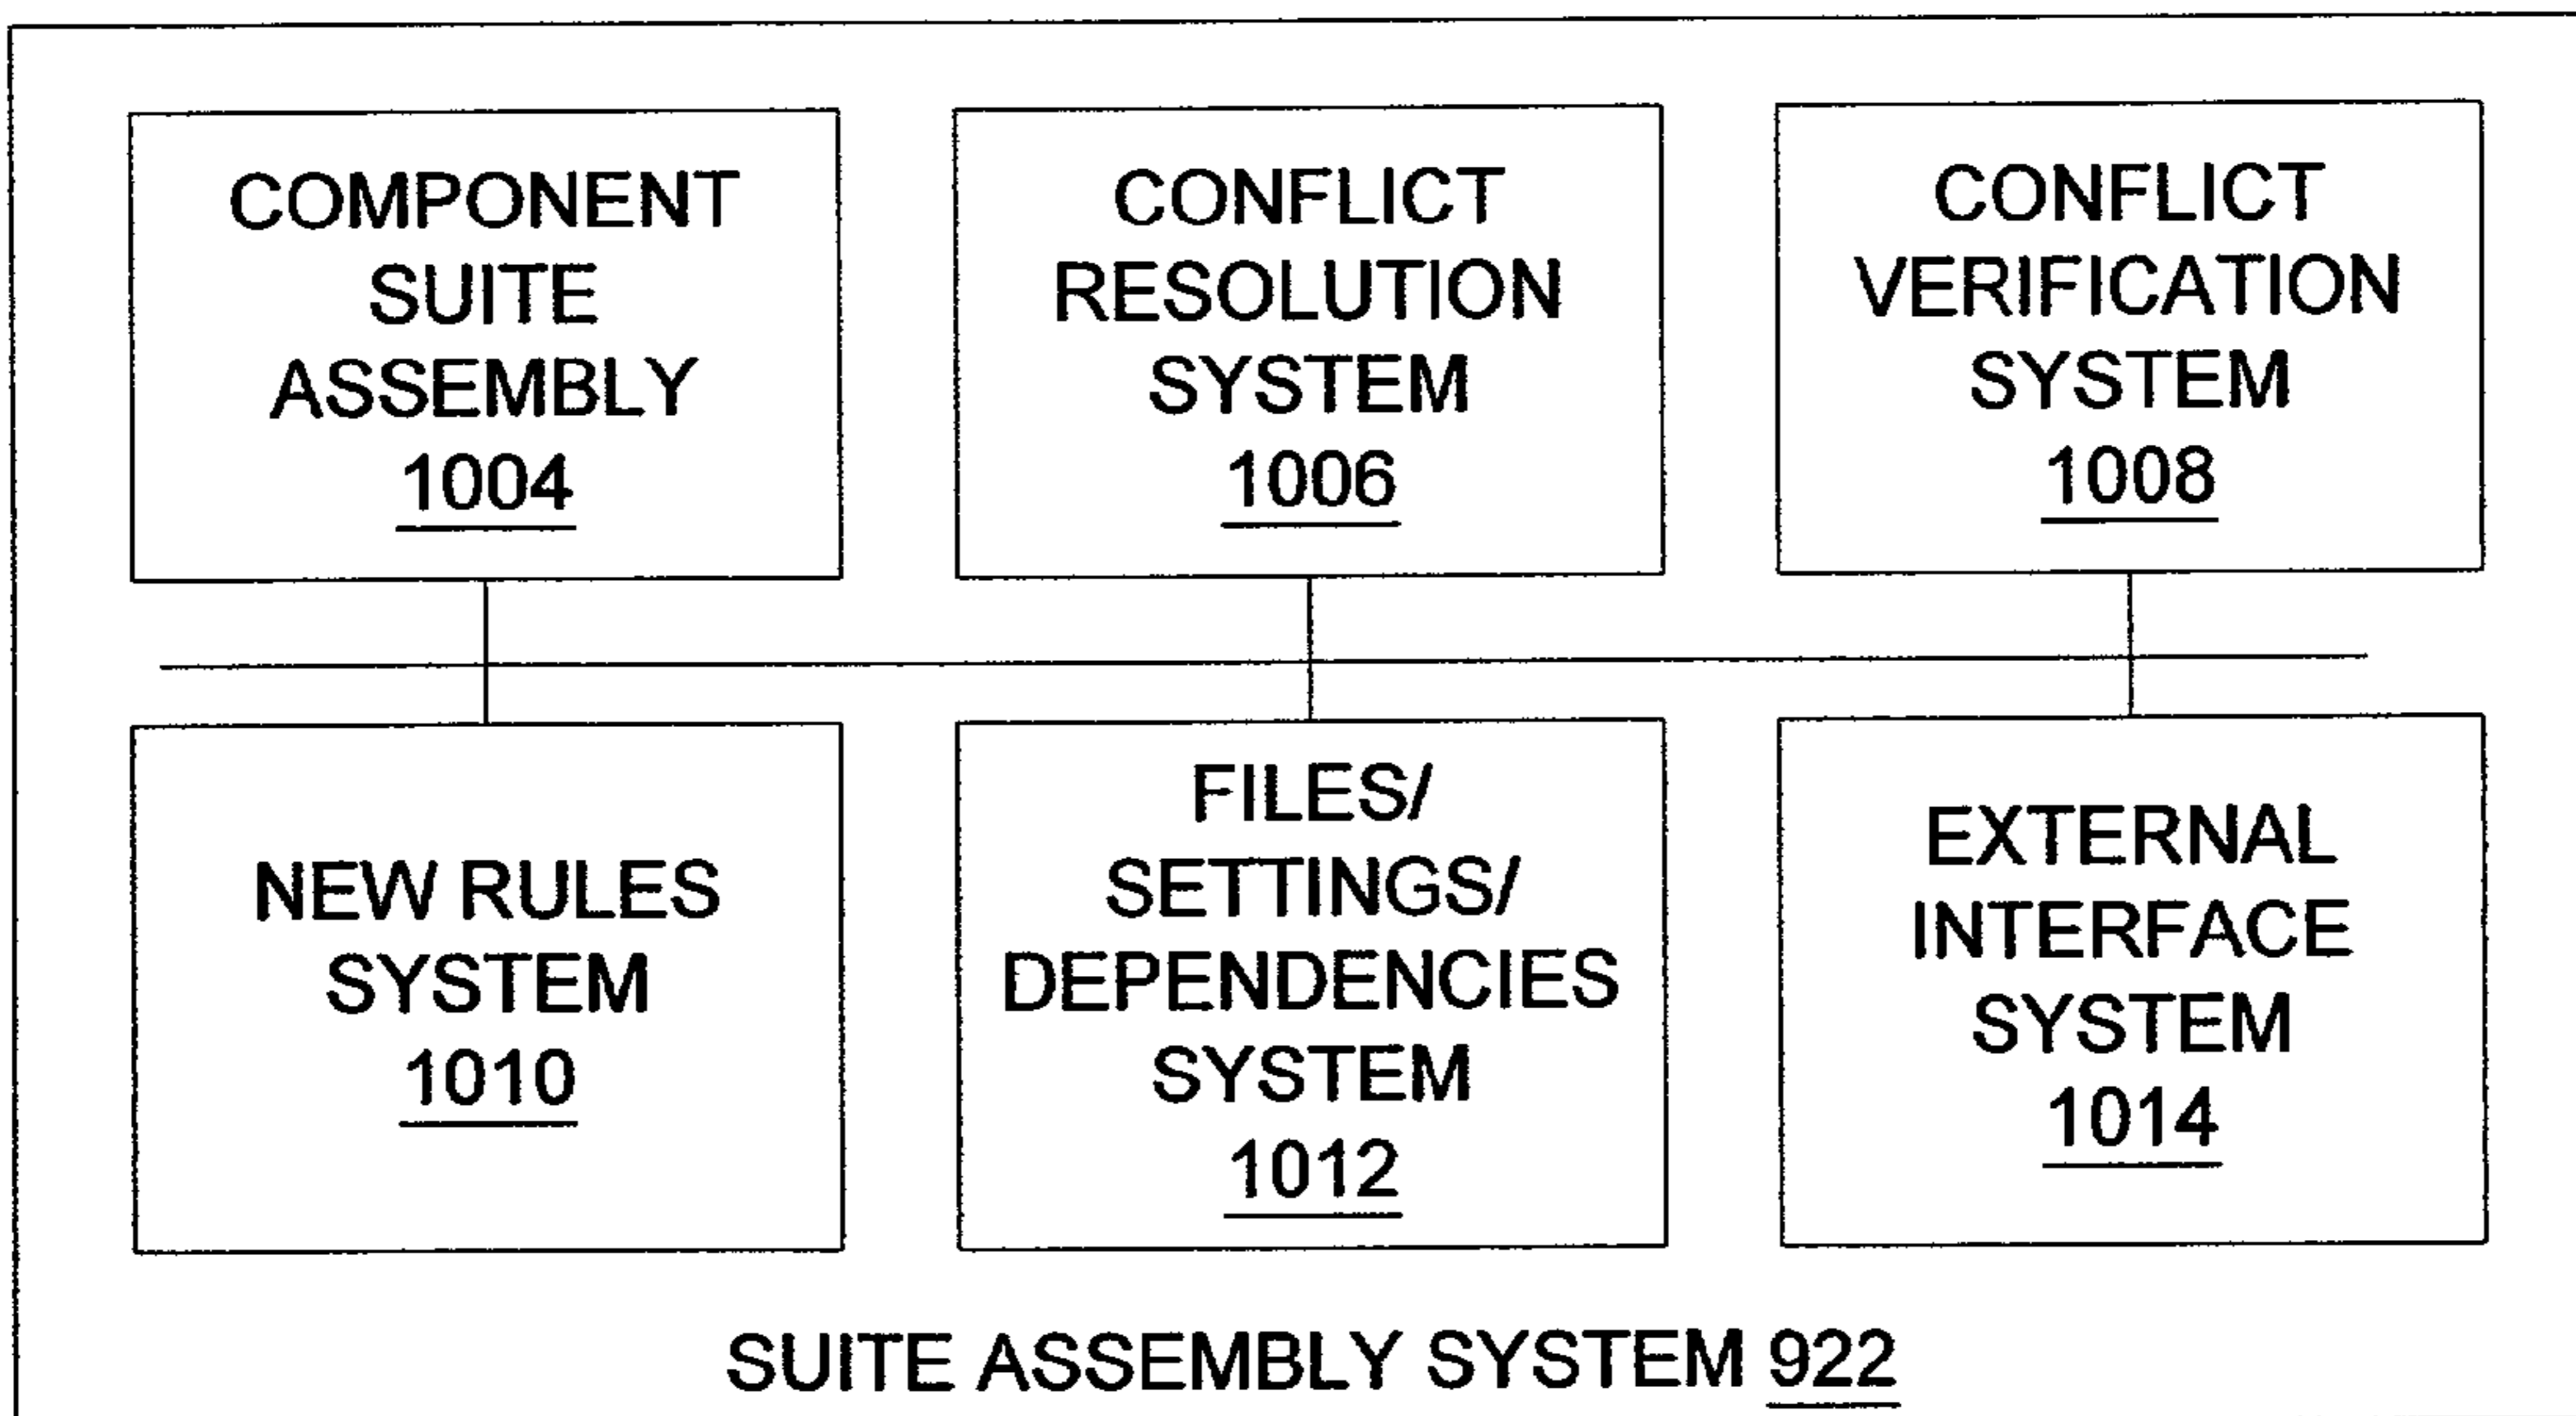 COMPONENT
SUITE
ASSEMBLY
1004
CONFLICT
RESOLUTION
SYSTEM
1006
CONFLICT
VERIFICATION
SYSTEM
1008
NEW RULES
SYSTEM
1010
FILES/
SETTINGS/
DEPENDENCIES
SYSTEM
1012
EXTERNAL
INTERFACE
SYSTEM
1014
SUITE ASSEMBLY SYSTEM 922